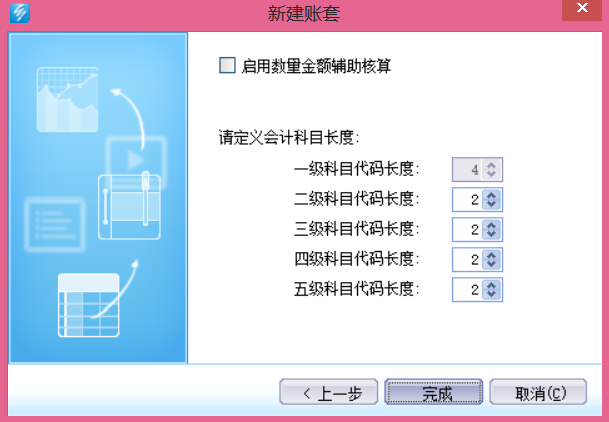 新建账套
启用数量金额辅助核算
请定义会计科目长度:
一级科目代码长度: 4
二级科目代码长度: 2
三级科目代码长度: 2
四级科目代码长度: 2
五级科目代码长度: 2
< 上一步 完成 取消(C)